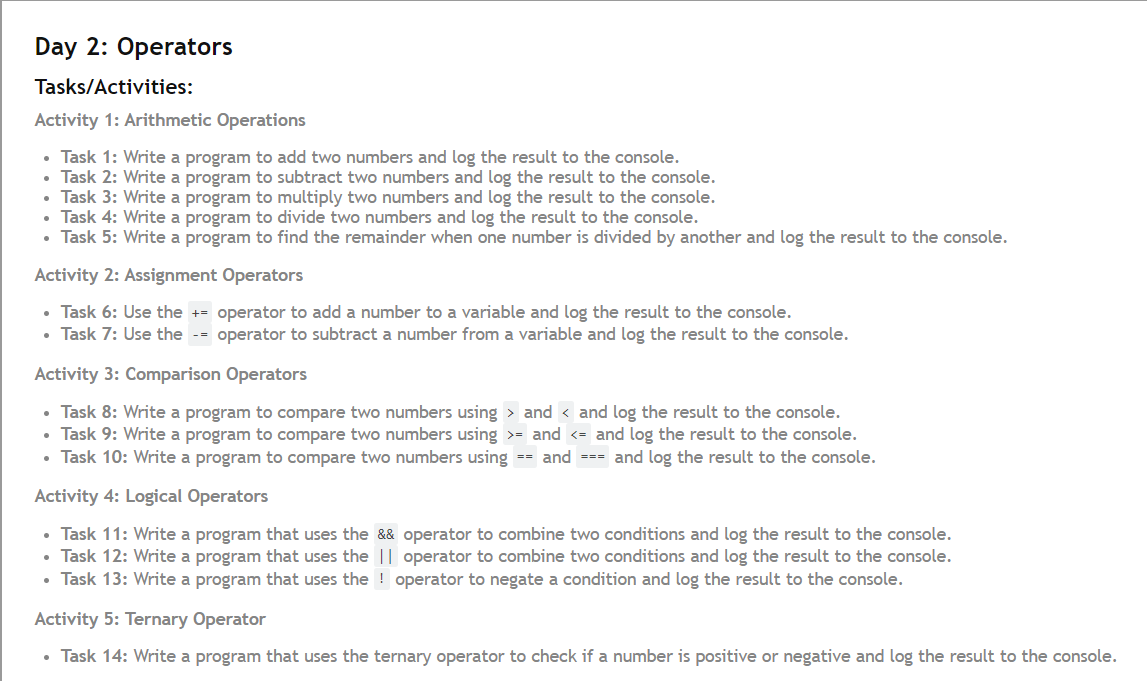 Day 2: Operators
Tasks/Activities:
Activity 1: Arithmetic Operations
Task 1: Write a program to add two numbers and log the result to the console.
Task 2: Write a program to subtract two numbers and log the result to the console.
Task 3: Write a program to multiply two numbers and log the result to the console.
Task 4: Write a program to divide two numbers and log the result to the console.
Task 5: Write a program to find the remainder when one number is divided by another and log the result to the console.
Activity 2: Assignment Operators
Task 6: Use the += operator to add a number to a variable and log the result to the console.
Task 7: Use the -= operator to subtract a number from a variable and log the result to the console.
Activity 3: Comparison Operators
Task 8: Write a program to compare two numbers using > and < and log the result to the console.
Task 9: Write a program to compare two numbers using >= and <= and log the result to the console.
Task 10: Write a program to compare two numbers using == and === and log the result to the console.
Activity 4: Logical Operators
Task 11: Write a program that uses the && operator to combine two conditions and log the result to the console.
Task 12: Write a program that uses the || operator to combine two conditions and log the result to the console.
Task 13: Write a program that uses the ! operator to negate a condition and log the result to the console.
Activity 5: Ternary Operator
Task 14: Write a program that uses the ternary operator to check if a number is positive or negative and log the result to the console.